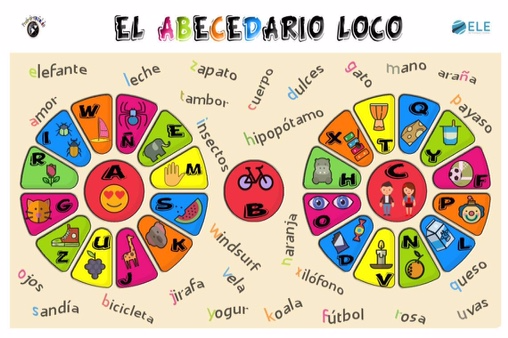 EL ABECEDARIO LOCO
ELE
elefante
leche
zapato
cuerpo
dulces
gato
mano
araña
amor
tambor
insectos
hipopótamo
payaso
W
Ñ
E
I
A
M
R
S
G
K
Z
U
J
B
X
T
Q
Y
H
C
F
I
P
O
D
V
N
L
ojos
sandía
bicicleta
jirafa
windsurf
vela
yogur
koala
naranja
xilófono
fútbol
rosa
queso
uvas